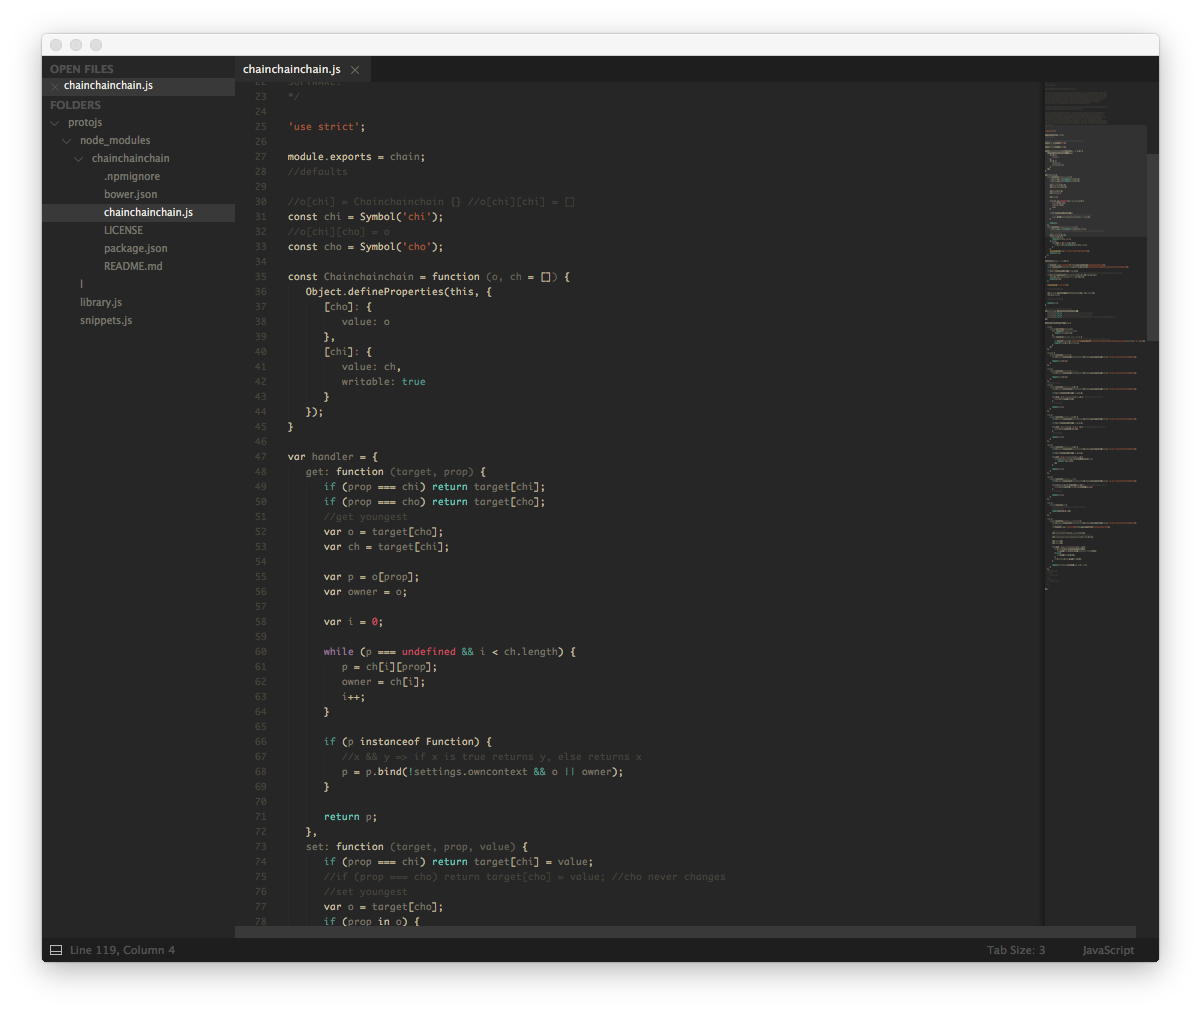 OPEN FILES
chainchainchain.js
FOLDERS
protojs
node_modules
chainchainchain
.npmignore
bower.json
chainchainchain.js
LICENSE
package.json
README.md
l
library.js
snippets.js
chainchainchain.js
22 SOFTWARE.
23 */
24
25 'use strict';
26
27 module.exports = chain;
28 //defaults
29
30 //o[chi] = Chainchainchain {} //o[chi][chi] = []
31 const chi = Symbol('chi');
32 //o[chi][cho] = o
33 const cho = Symbol('cho');
34
35 const Chainchainchain = function (o, ch = []) {
36 Object.defineProperties(this, {
37 [cho]: {
38 value: o
39 },
40 [chi]: {
41 value: ch,
42 writable: true
43 }
44 });
45 }
46
47 var handler = {
48 get: function (target, prop) {
49 if (prop === chi) return target[chi];
50 if (prop === cho) return target[cho];
51 //get youngest
52 var o = target[cho];
53 var ch = target[chi];
54
55 var p = o[prop];
56 var owner = o;
57
58 var i = 0;
59
60 while (p === undefined && i < ch.length) {
61 p = ch[i][prop];
62 owner = ch[i];
63 i++;
64 }
65
66 if (p instanceof Function) {
67 //x && y => if x is true returns y, else returns x
68 p = p.bind(!settings.owncontext && o || owner);
69 }
70
71 return p;
72 },
73 set: function (target, prop, value) {
74 if (prop === chi) return target[chi] = value;
75 //if (prop === cho) return target[cho] = value; //cho never changes
76 //set youngest
77 var o = target[cho];
78 if (prop in o) {
Line 119, Column 4
Tab Size: 3
JavaScript